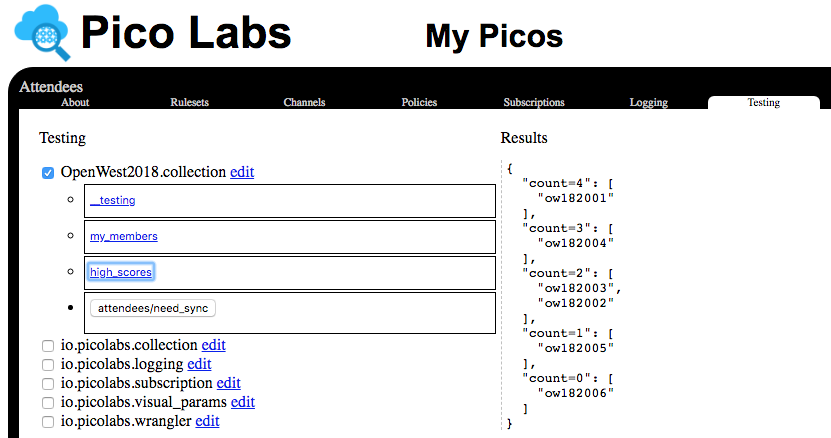 Pico Labs
My Picos
Attendees
About Rulesets Channels Policies Subscriptions Logging Testing
Testing
OpenWest2018.collection edit
__testing
my_members
high_scores
attendees/need_sync
io.picolabs.collection edit
io.picolabs.logging edit
io.picolabs.subscription edit
io.picolabs.visual_params edit
io.picolabs.wrangler edit
Results
{
"count=4": [
"ow182001"
],
"count=3": [
"ow182004"
],
"count=2": [
"ow182003",
"ow182002"
],
"count=1": [
"ow182005"
],
"count=0": [
"ow182006"
]
}